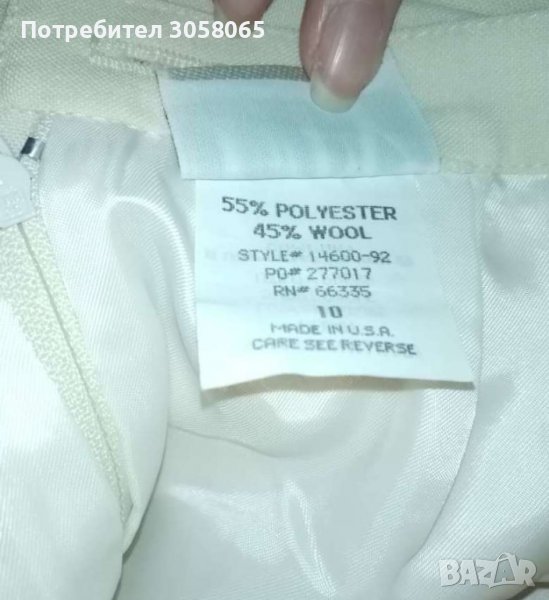 Потребител 3058065
55% POLYESTER
45% WOOL
STYLE# 14600-92
PO# 277017
RN# 66335
10
MADE IN U.S.A.
CARE SEE REVERSE
BAZAR